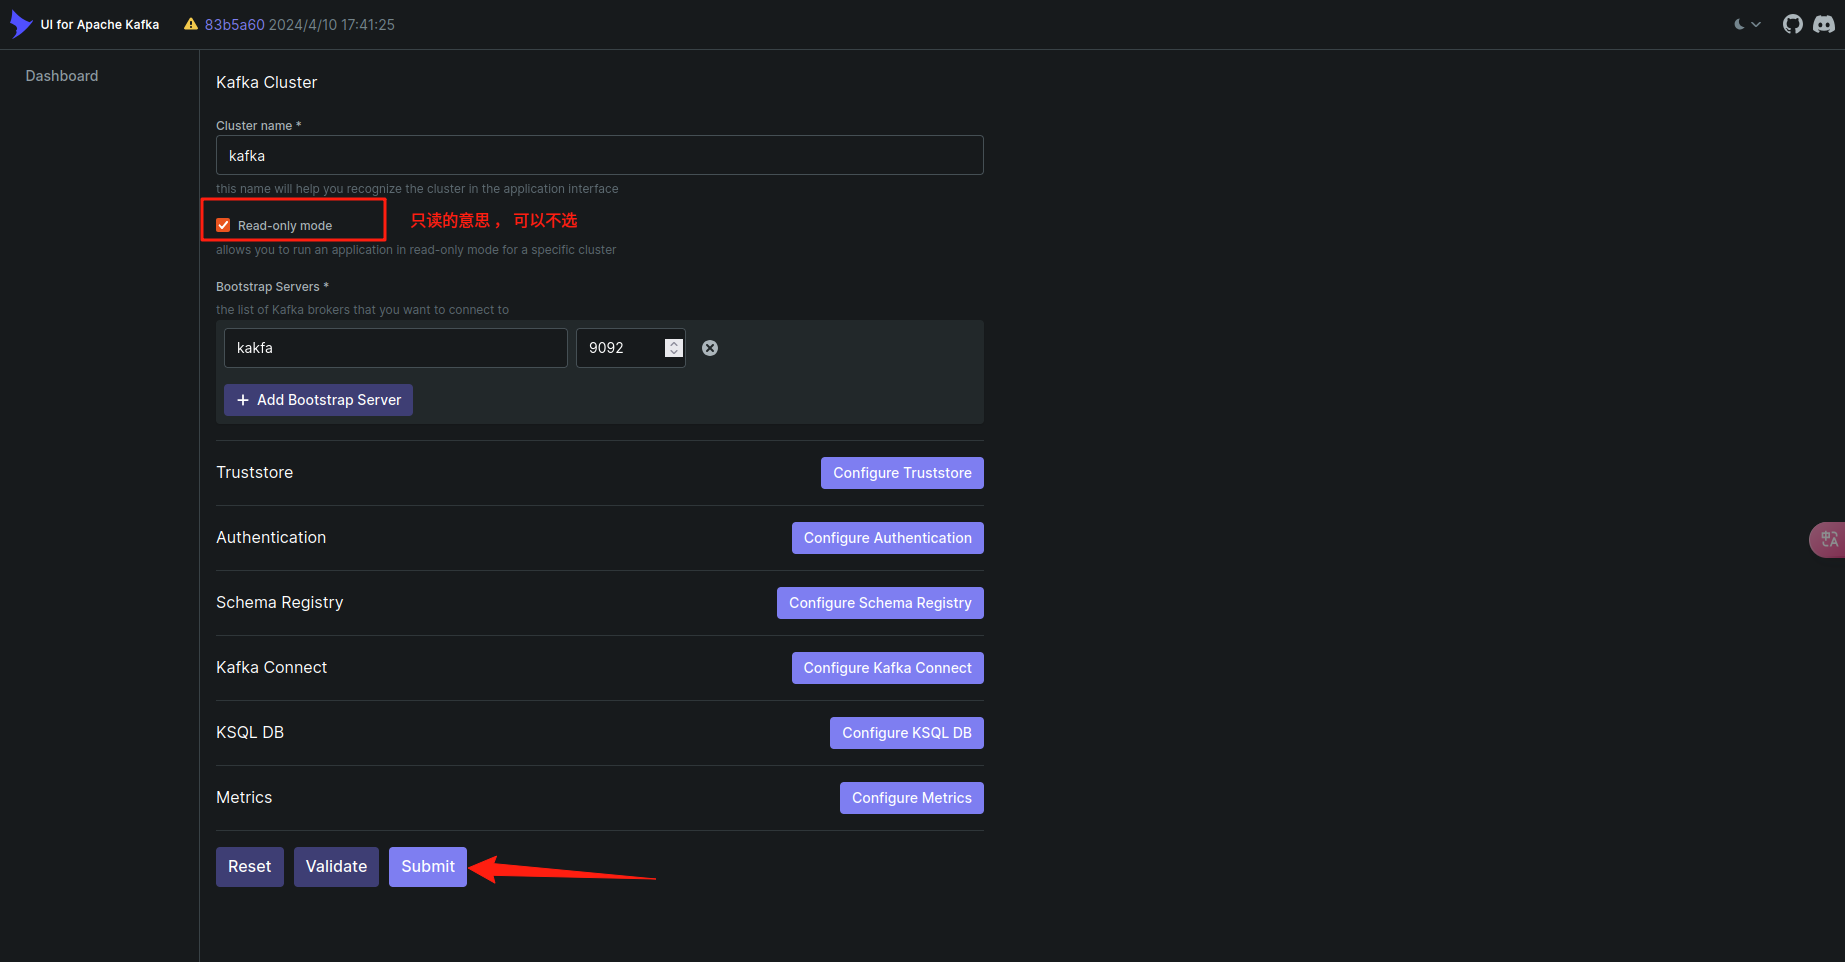 UI for Apache Kafka 83b5a60 2024/4/10 17:41:25
Dashboard
Kafka Cluster
Cluster name *
kafka
this name will help you recognize the cluster in the application interface
Read-only mode 只读的意思， 可以不选
allows you to run an application in read-only mode for a specific cluster
Bootstrap Servers *
the list of Kafka brokers that you want to connect to
kakfa 9092
Add Bootstrap Server
Truststore Configure Truststore
Authentication Configure Authentication
Schema Registry Configure Schema Registry
Kafka Connect Configure Kafka Connect
KSQL DB Configure KSQL DB
Metrics Configure Metrics
Reset Validate Submit